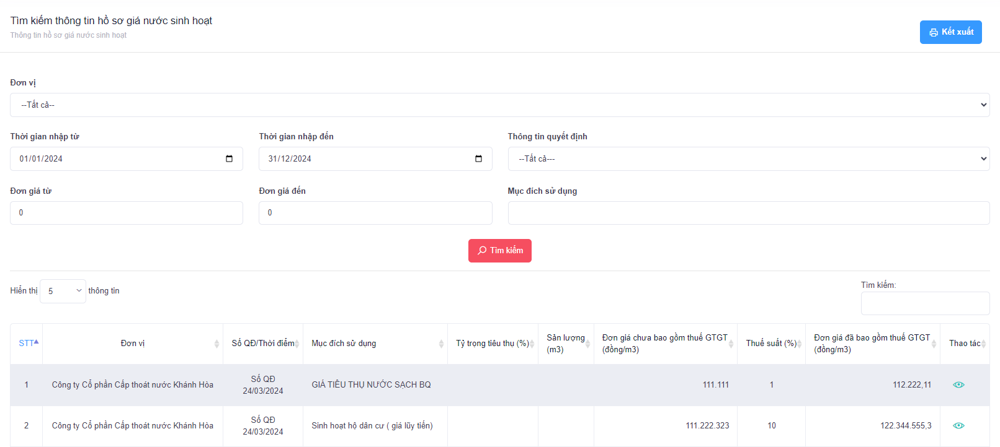 Tìm kiếm thông tin hồ sơ giá nước sinh hoạt
Thông tin hồ sơ giá nước sinh hoạt
Kết xuất
Đơn vị
--Tất cả--
Thời gian nhập từ
Thời gian nhập đến
Thông tin quyết định
01/01/2024
31/12/2024
--Tất cả---
Đơn giá từ
Đơn giá đến
Mục đích sử dụng
0
0
Tìm kiếm
Hiển thị 5 thông tin
Tìm kiếm:
STT
Đơn vị
Số QĐ/Thời điểm
Mục đích sử dụng
Tỷ trọng tiêu thụ (%)
Sản lượng
(m3)
Đơn giá chưa bao gồm thuế GTGT
(đồng/m3)
Thuế suất (%)
Đơn giá đã bao gồm thuế GTGT
(đồng/m3)
Thao tác
1
Công ty Cổ phần Cấp thoát nước Khánh Hòa
Số QĐ
24/03/2024
GIÁ TIÊU THỤ NƯỚC SẠCH BQ
111.111
1
112.222,11
2
Công ty Cổ phần Cấp thoát nước Khánh Hòa
Số QĐ
24/03/2024
Sinh hoạt hộ dân cư ( giá lũy tiến)
111.222.323
10
122.344.555,3